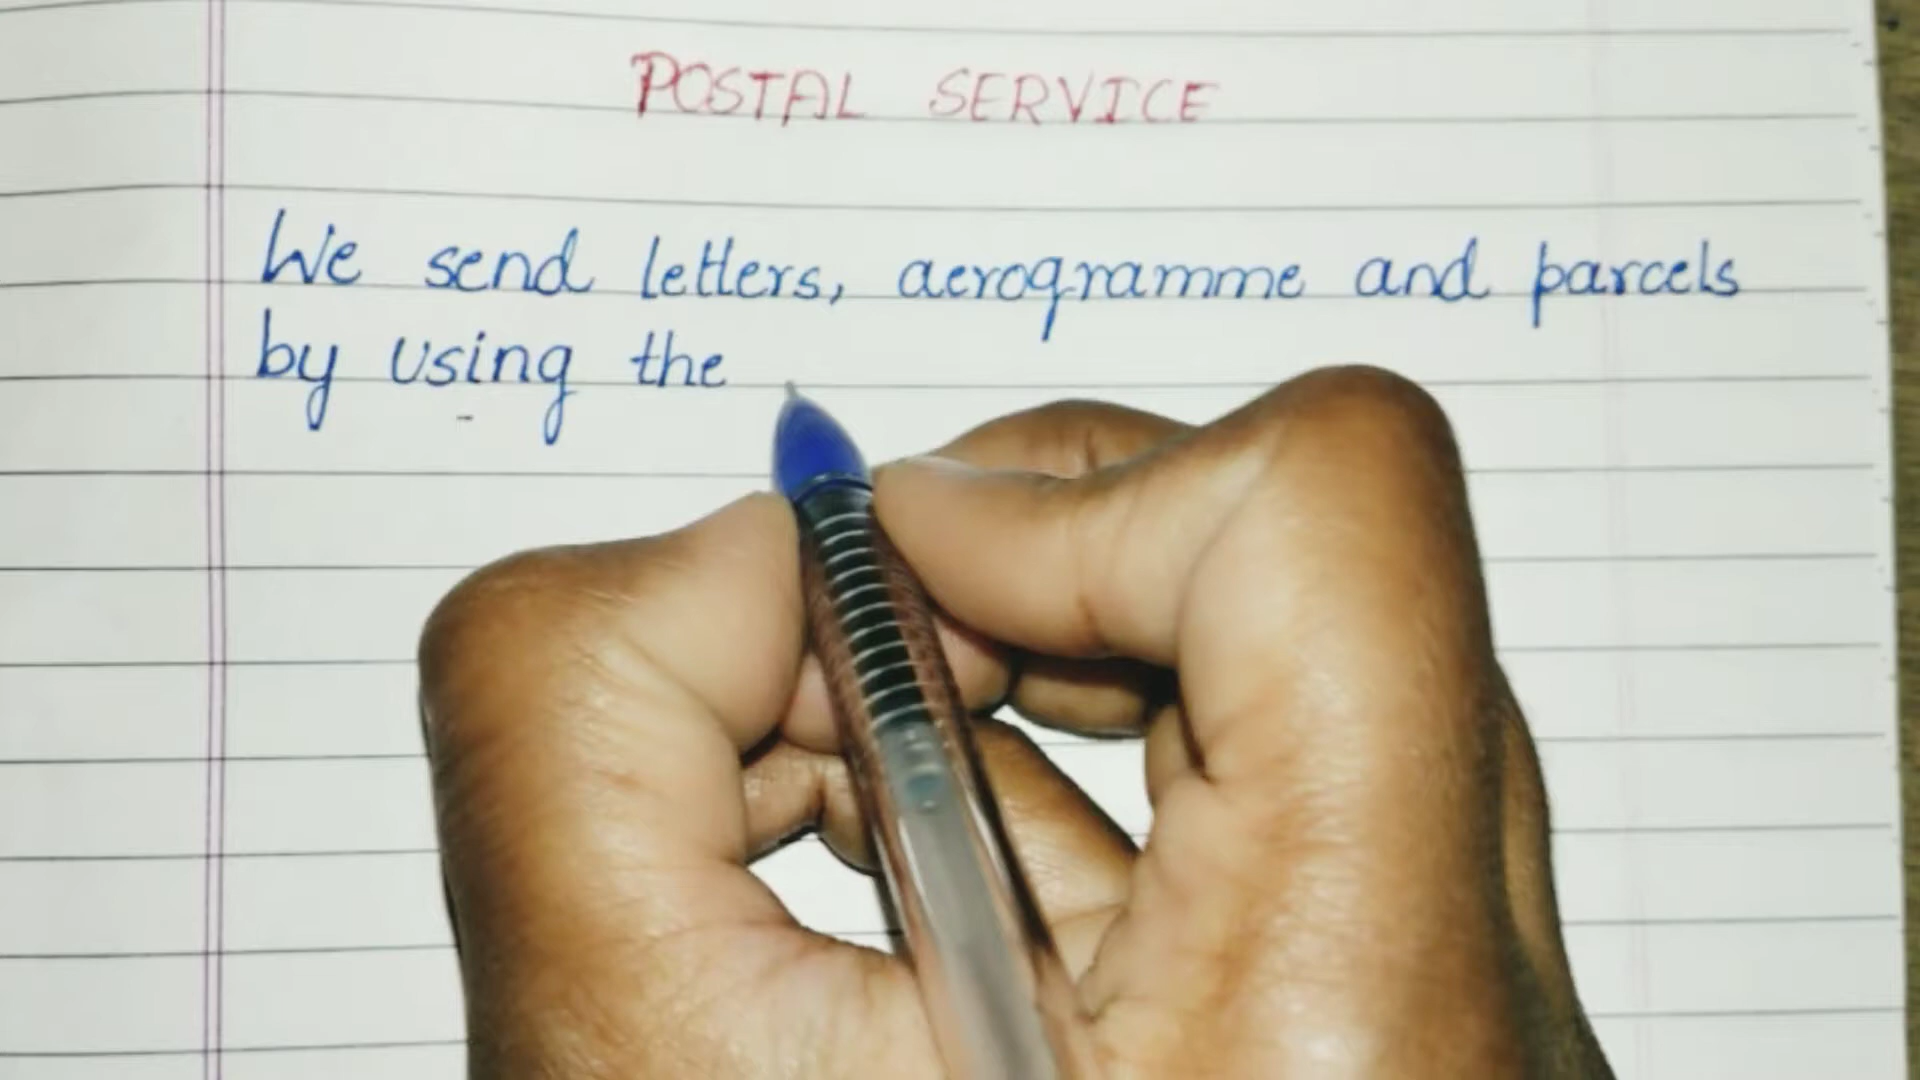 POSTAL SERVICE
We send letters, aerogramme and parcels
by using the